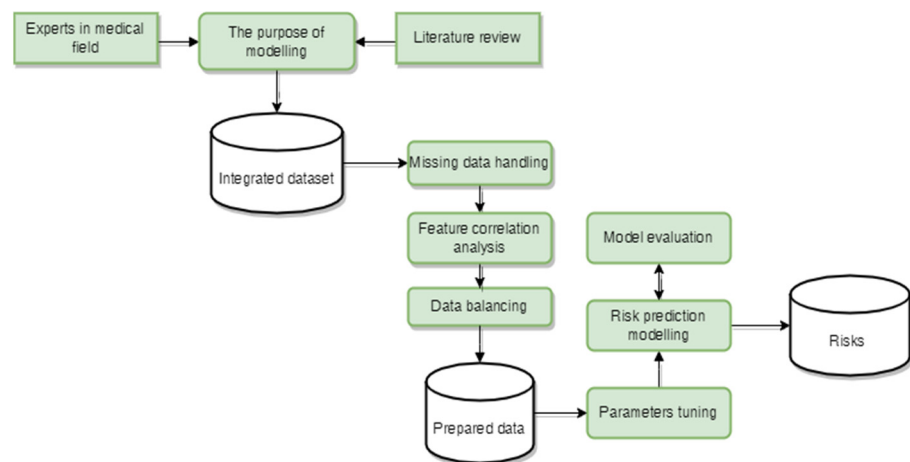 Experts in medical
field
The purpose of
modelling
Literature review
Integrated dataset
Missing data handling
Feature correlation
analysis
Data balancing
Prepared data
Model evaluation
Risk prediction
modelling
Parameters tuning
Risks